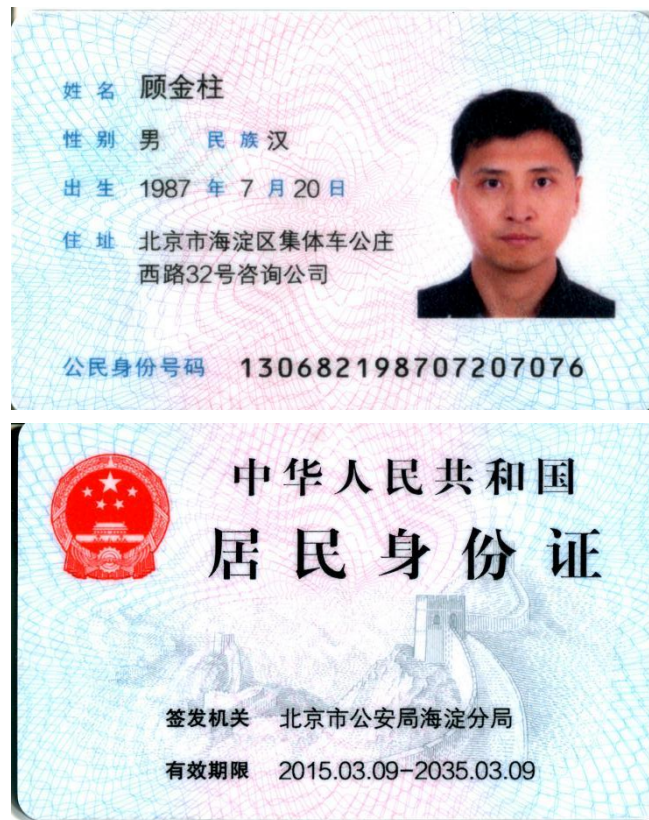 姓名 顾金柱
性别 男 民族 汉
出生 1987 年 7 月 20 日
住址 北京市海淀区集体车公庄
西路32号咨询公司
公民身份号码 130682198707207076
中华人民共和国
居民身份证
签发机关 北京市公安局海淀分局
有效期限 2015.03.09-2035.03.09